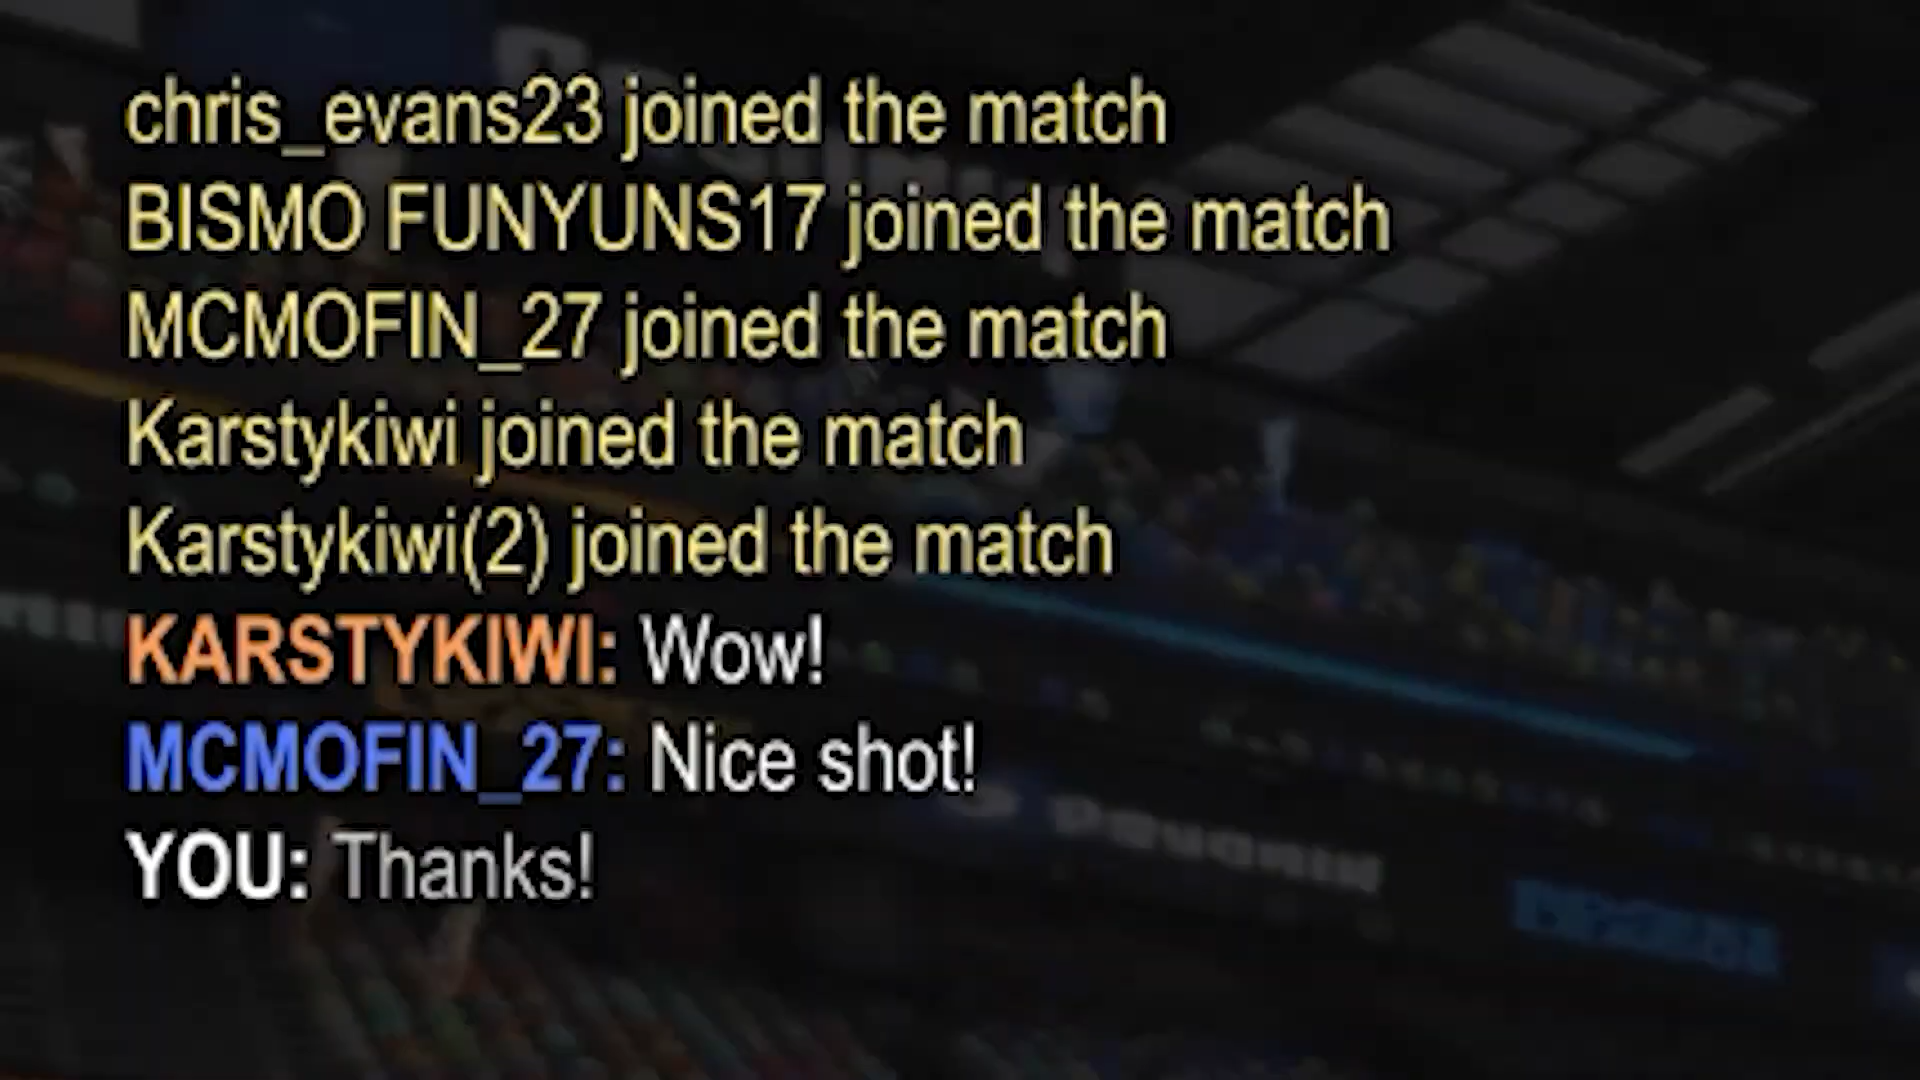 chris_evans23 joined the match
BISMO FUNYUNS17 joined the match
MCMOFIN_27 joined the match
Karstykiwi joined the match
Karstykiwi(2) joined the match
KARSTYKIWI: Wow!
MCMOFIN_27: Nice shot!
YOU: Thanks!